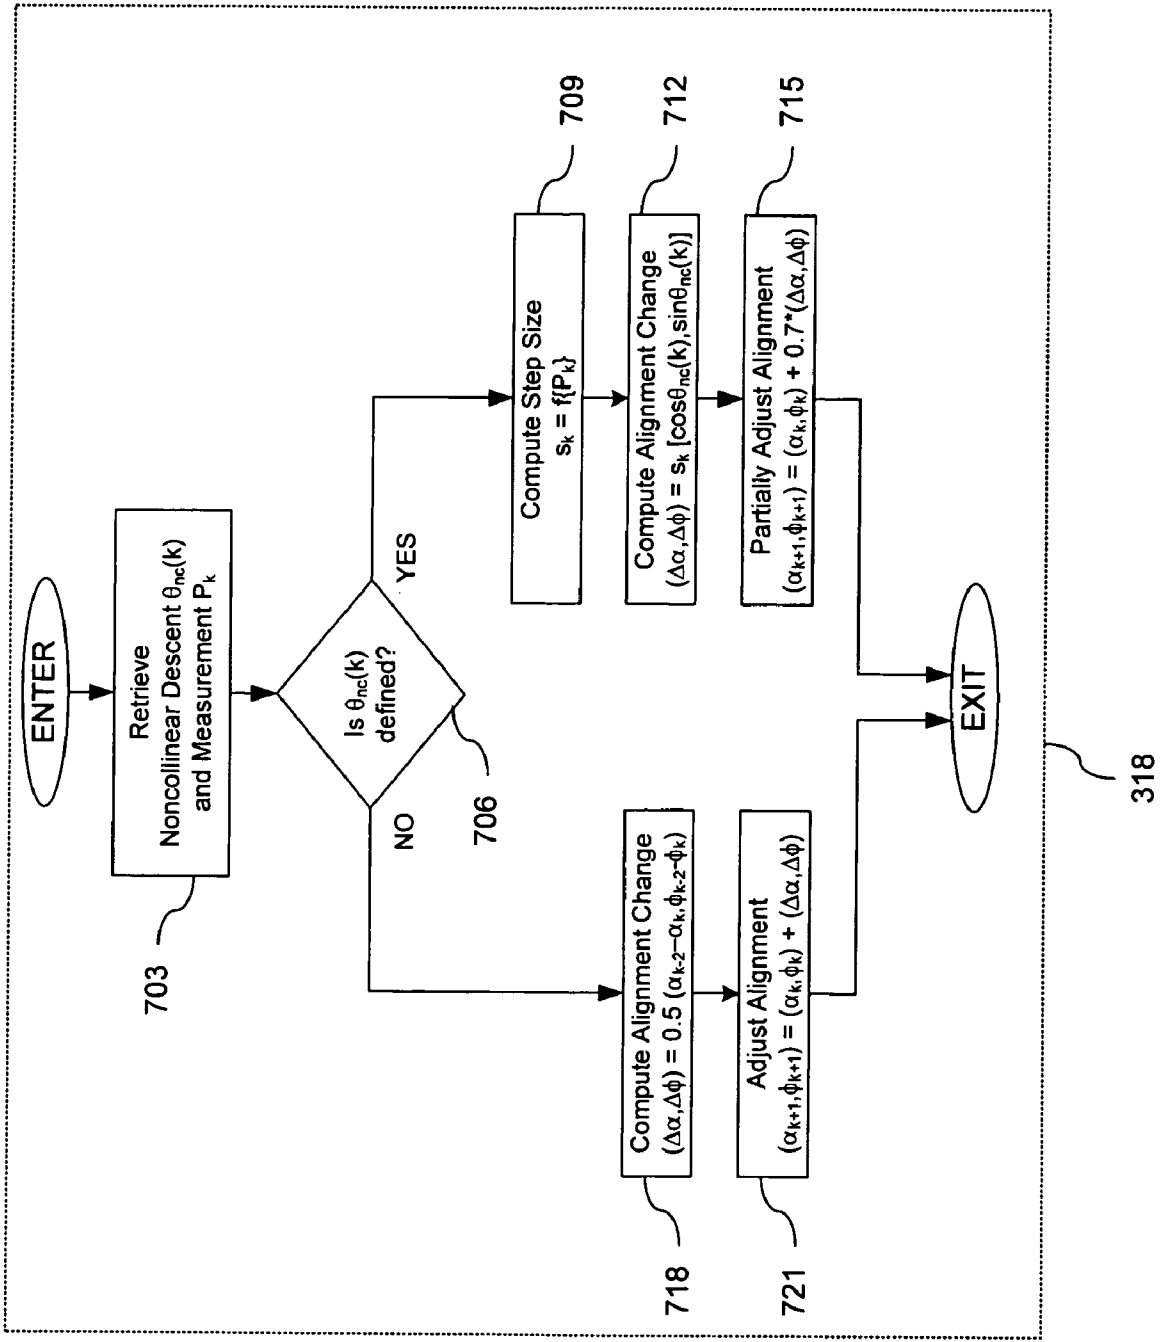 ENTER
Retrieve
Noncollinear Descent θnc(k)
and Measurement Pk
703
Is θnc(k)
defined?
706
NO
YES
Compute Step Size
sk = f{Pk}
709
Compute Alignment Change
(Δα,Δϕ) = sk [cosθnc(k),sinθnc(k)]
712
Partially Adjust Alignment
(αk+1,ϕk+1) = (αk,ϕk) + 0.7*(Δα,Δϕ)
715
Compute Alignment Change
(Δα,Δϕ) = 0.5 (αk-2–αk,ϕk-2-ϕk)
718
Adjust Alignment
(αk+1,ϕk+1) = (αk,ϕk) + (Δα,Δϕ)
721
EXIT
318